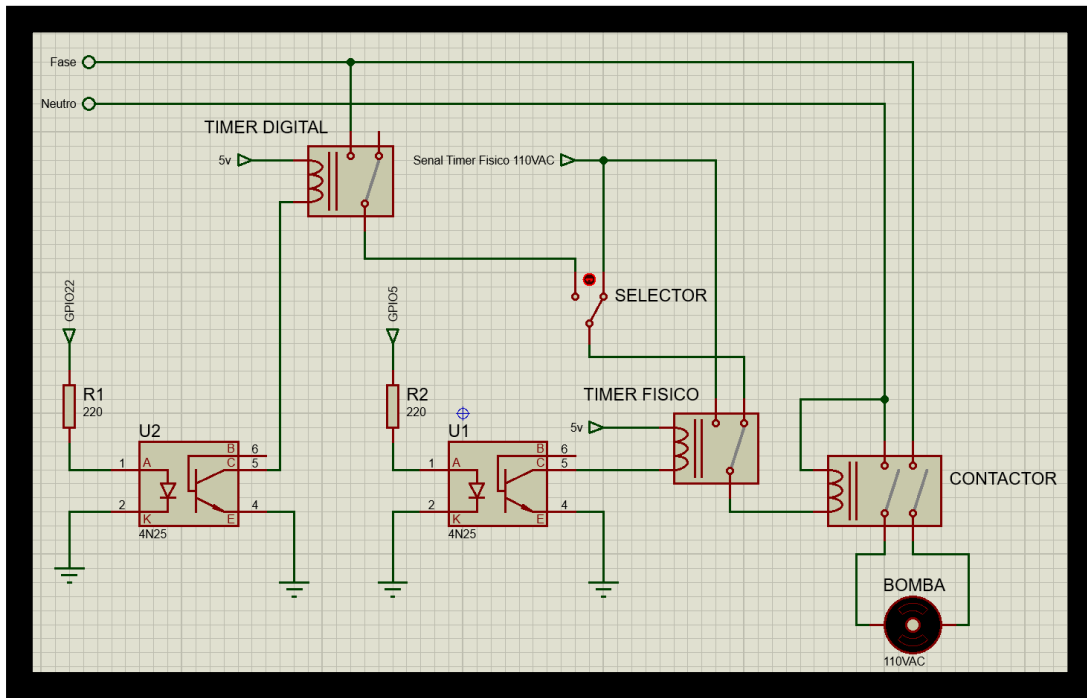 Fase
Neutro
TIMER DIGITAL
5v
Senal Timer Fisico 110VAC
SELECTOR
GPIO22
GPIO5
R1
220
R2
220
TIMER FISICO
5v
U2
1
A
B
6
C
5
2
K
E
4
4N25
U1
1
A
B
6
C
5
2
K
E
4
4N25
CONTACTOR
BOMBA
110VAC